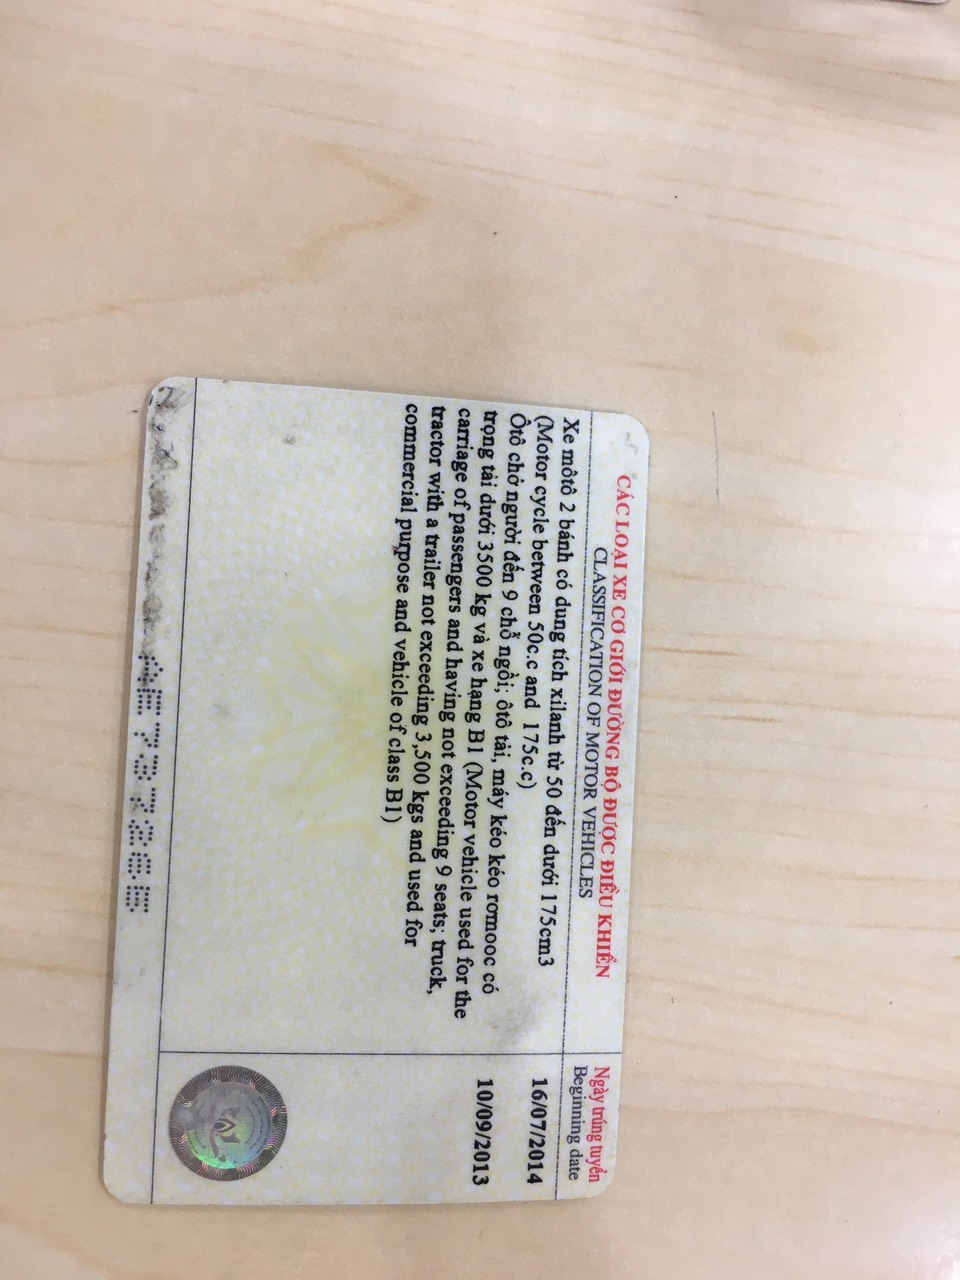 CÁC LOẠI XE CƠ GIỚI ĐƯỜNG BỘ ĐƯỢC ĐIỀU KHIỂN
CLASSIFICATION OF MOTOR VEHICLES
Ngày trúng tuyển
Beginning date
Xe môtô 2 bánh có dung tích xilanh từ 50 đến dưới 175cm3
(Motor cycle between 50c.c and 175c.c)
16/07/2014
Ôtô chở người đến 9 chỗ ngồi; ôtô tải, máy kéo kéo romooc có
trọng tải dưới 3500 kg và xe hạng B1 (Motor vehicle used for the
carriage of passengers and having not exceeding 9 seats; truck,
tractor with a trailer not exceeding 3,500 kgs and used for
commercial purpose and vehicle of class B1)
10/09/2013